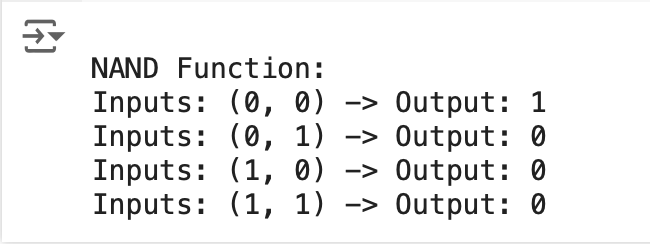 NAND Function:
Inputs: (0, 0) -> Output: 1
Inputs: (0, 1) -> Output: 0
Inputs: (1, 0) -> Output: 0
Inputs: (1, 1) -> Output: 0